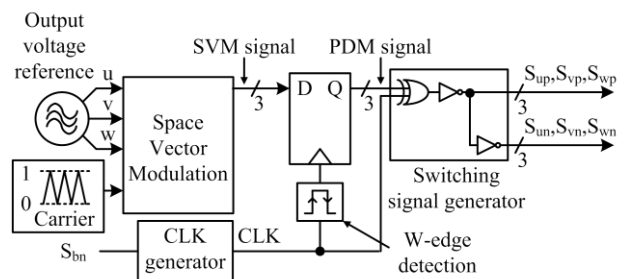 Output
voltage
reference
u
v
w
1
0
Carrier
Space
Vector
Modulation
SVM signal
3
D Q
PDM signal
3
Sup,Svp,Swp
3
Sun,Svn,Swn
3
Switching
signal generator
W-edge
detection
Sbn
CLK
generator
CLK